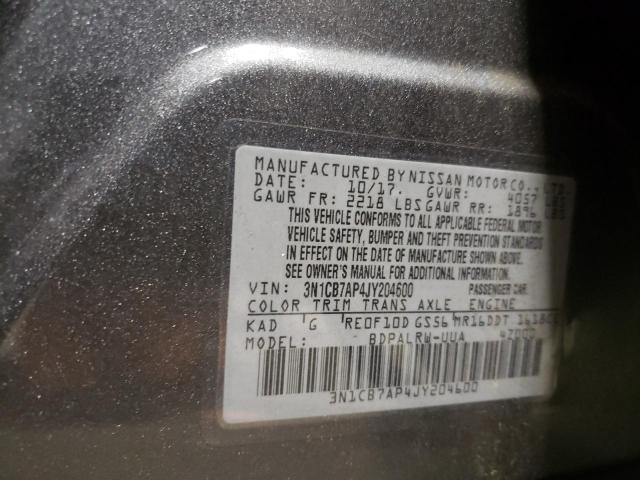 MANUFACTURED BY NISSAN MOTOR CO., LTD.
DATE: 10/17. GVWR: 4057 LBS
GAWR FR: 2218 LBS GAWR RR: 1896 LBS
THIS VEHICLE CONFORMS TO ALL APPLICABLE FEDERAL MOTOR
VEHICLE SAFETY, BUMPER AND THEFT PREVENTION STANDARDS
IN EFFECT ON THE DATE OF MANUFACTURE SHOWN ABOVE.
SEE OWNER'S MANUAL FOR ADDITIONAL INFORMATION.
VIN: 3N1CB7AP4JY204600 PASSENGER CAR.
COLOR TRIM TRANS AXLE ENGINE
KAD G RE0F10D GS56 MR16DDT
MODEL: BDPALRW-UUA
3N1CB7AP4JY204600